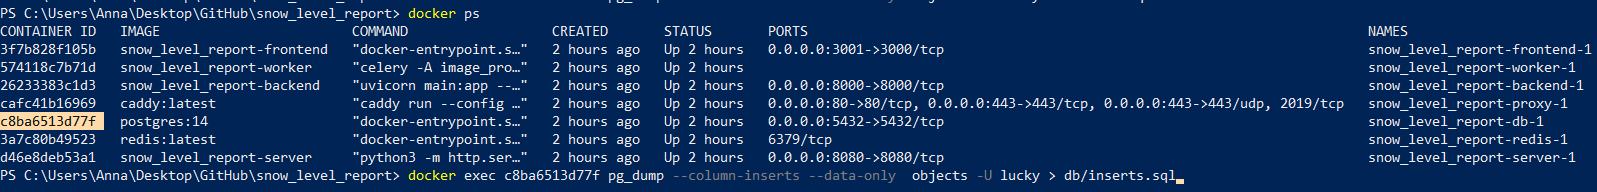 PS C:\Users\Anna\Desktop\GitHub\snow_level_report> docker ps
CONTAINER ID IMAGE COMMAND CREATED STATUS PORTS NAMES
3f7b828f105b snow_level_report-frontend "docker-entrypoint.s…" 2 hours ago Up 2 hours 0.0.0.0:3001->3000/tcp snow_level_report-frontend-1
574118c7b71d snow_level_report-worker "celery -A image_pro…" 2 hours ago Up 2 hours snow_level_report-worker-1
26233383c1d3 snow_level_report-backend "uvicorn main:app --…" 2 hours ago Up 2 hours 0.0.0.0:8000->8000/tcp snow_level_report-backend-1
cafc41b16969 caddy:latest "caddy run --config …" 2 hours ago Up 2 hours 0.0.0.0:80->80/tcp, 0.0.0.0:443->443/tcp, 0.0.0.0:443->443/udp, 2019/tcp snow_level_report-proxy-1
c8ba6513d77f postgres:14 "docker-entrypoint.s…" 2 hours ago Up 2 hours 0.0.0.0:5432->5432/tcp snow_level_report-db-1
3a7c80b49523 redis:latest "docker-entrypoint.s…" 2 hours ago Up 2 hours 6379/tcp snow_level_report-redis-1
d46e8deb53a1 snow_level_report-server "python3 -m http.ser…" 2 hours ago Up 2 hours 0.0.0.0:8080->8080/tcp snow_level_report-server-1
PS C:\Users\Anna\Desktop\GitHub\snow_level_report> docker exec c8ba6513d77f pg_dump --column-inserts --data-only objects -U lucky > db/inserts.sql